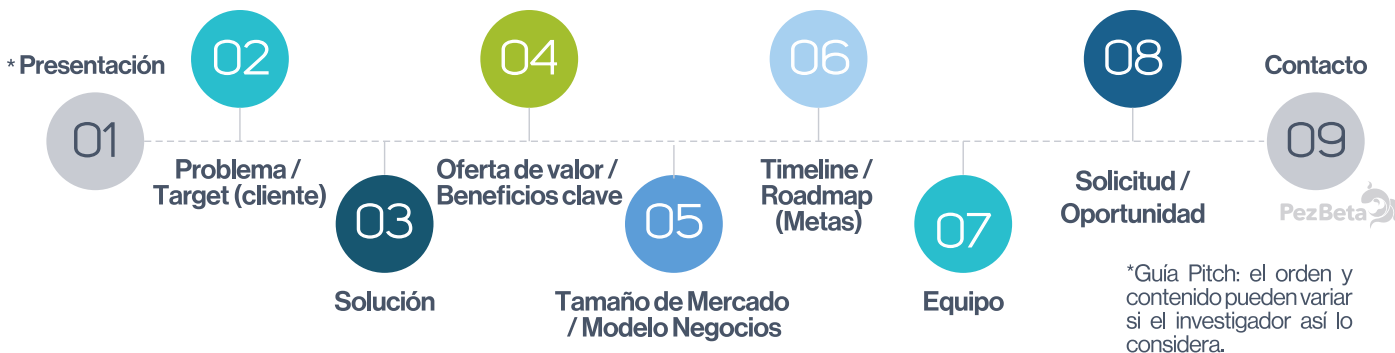 * Presentación
01
02
Problema /
Target (cliente)
03
Solución
04
Oferta de valor /
Beneficios clave
05
Tamaño de Mercado
/ Modelo Negocios
06
Timeline /
Roadmap
(Metas)
07
Equipo
08
Solicitud /
Oportunidad
Contacto
09
PezBeta
*Guía Pitch: el orden y
contenido pueden variar
si el investigador así lo
considera.